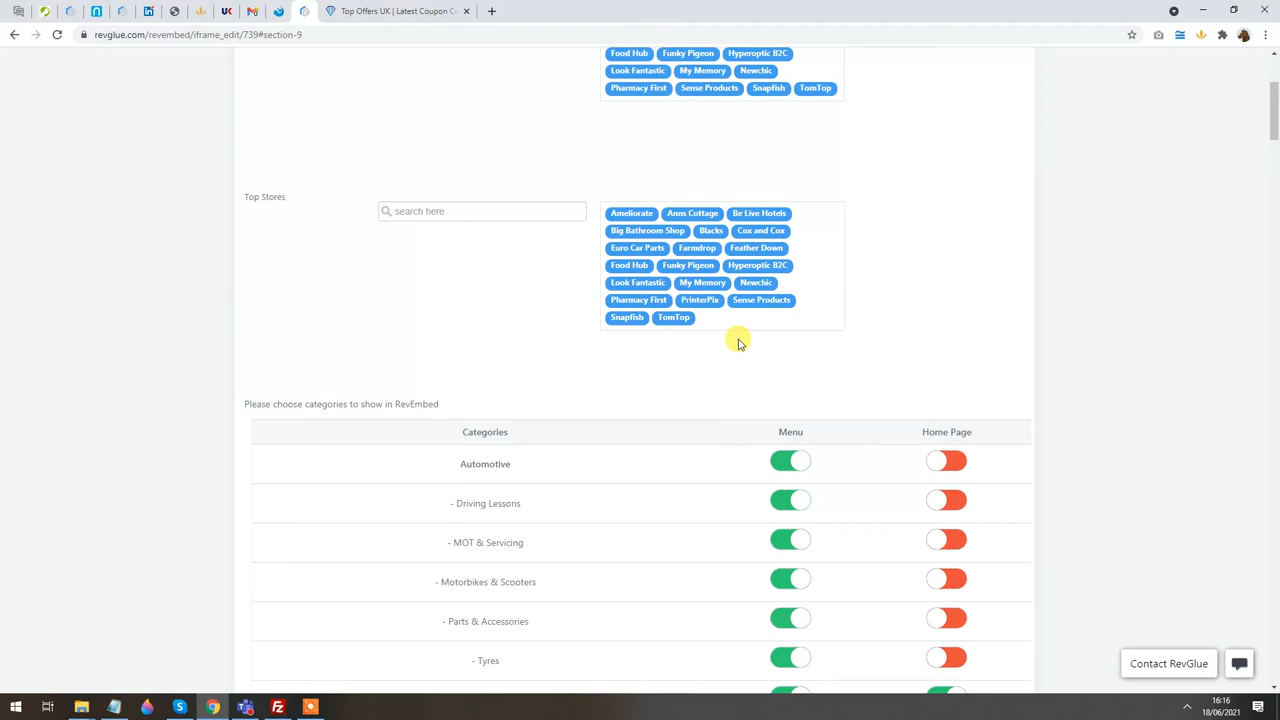 Top Offers UK | Latest Coupon Co
revglue.com/revembed/iframe_edit/739#section-9
Food Hub Funky Pigeon Hyperoptic B2C
Look Fantastic My Memory Newchic
Pharmacy First Sense Products Snapfish TomTop
Top Stores
search here
Ameliorate Anns Cottage Be Live Hotels
Big Bathroom Shop Blacks Cox and Cox
Euro Car Parts Farmdrop Feather Down
Food Hub Funky Pigeon Hyperoptic B2C
Look Fantastic My Memory Newchic
Pharmacy First PrinterPix Sense Products
Snapfish TomTop
Please choose categories to show in RevEmbed
Categories Menu Home Page
Automotive
- Driving Lessons
- MOT & Servicing
- Motorbikes & Scooters
- Parts & Accessories
- Tyres
Contact RevGlue
16:16
18/06/2021